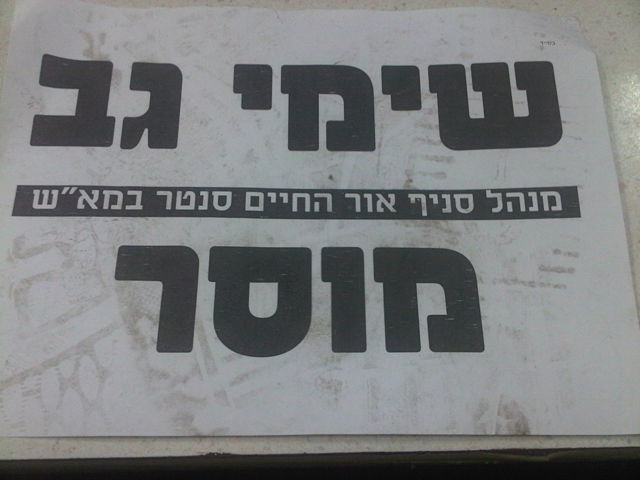 שימי גב
מנהל סניף אור החיים סנטר במא״ש
מוסר